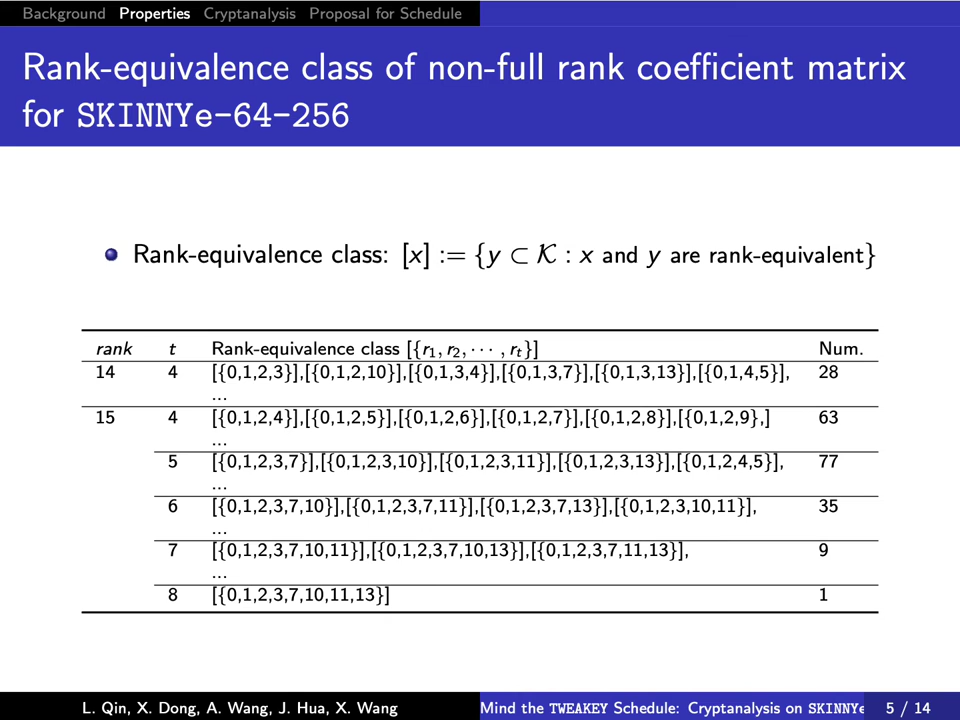 Background Properties Cryptanalysis Proposal for Schedule
Rank-equivalence class of non-full rank coefficient matrix
for SKINNYe-64-256
Rank-equivalence class: [x] := {y ⊂ 𝒦 : x and y are rank-equivalent}
rank t Rank-equivalence class [{r₁, r₂, ··· , rₜ}] Num.
14 4 [{0,1,2,3}],[{0,1,2,10}],[{0,1,3,4}],[{0,1,3,7}],[{0,1,3,13}],[{0,1,4,5}], 28
...
15 4 [{0,1,2,4}],[{0,1,2,5}],[{0,1,2,6}],[{0,1,2,7}],[{0,1,2,8}],[{0,1,2,9},] 63
...
5 [{0,1,2,3,7}],[{0,1,2,3,10}],[{0,1,2,3,11}],[{0,1,2,3,13}],[{0,1,2,4,5}], 77
...
6 [{0,1,2,3,7,10}],[{0,1,2,3,7,11}],[{0,1,2,3,7,13}],[{0,1,2,3,10,11}], 35
...
7 [{0,1,2,3,7,10,11}],[{0,1,2,3,7,10,13}],[{0,1,2,3,7,11,13}], 9
...
8 [{0,1,2,3,7,10,11,13}] 1
L. Qin, X. Dong, A. Wang, J. Hua, X. Wang Mind the TWEAKEY Schedule: Cryptanalysis on SKINNYe 5 / 14